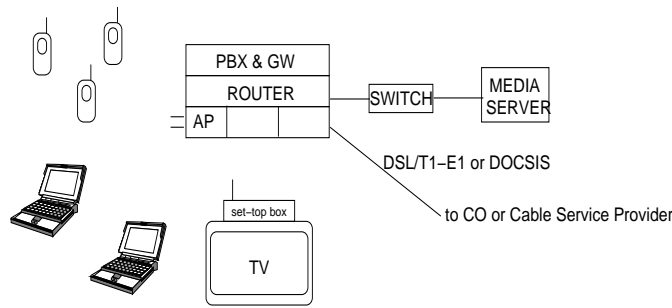 PBX & GW
ROUTER
AP
SWITCH
MEDIA
SERVER
DSL/T1−E1 or DOCSIS
to CO or Cable Service Provider
set−top box
TV